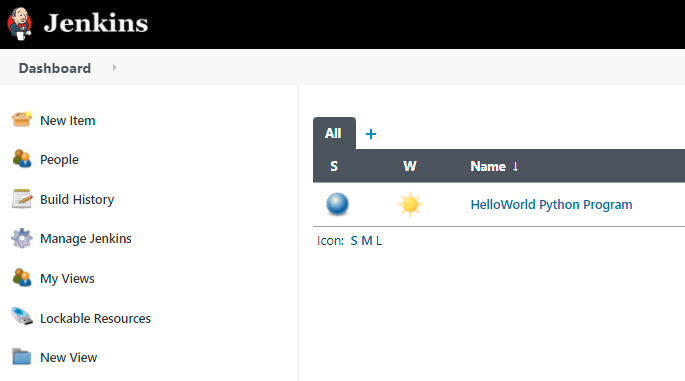 Jenkins
Dashboard
New Item
People
Build History
Manage Jenkins
My Views
Lockable Resources
New View
All +
S W Name ↓
HelloWorld Python Program
Icon: S M L